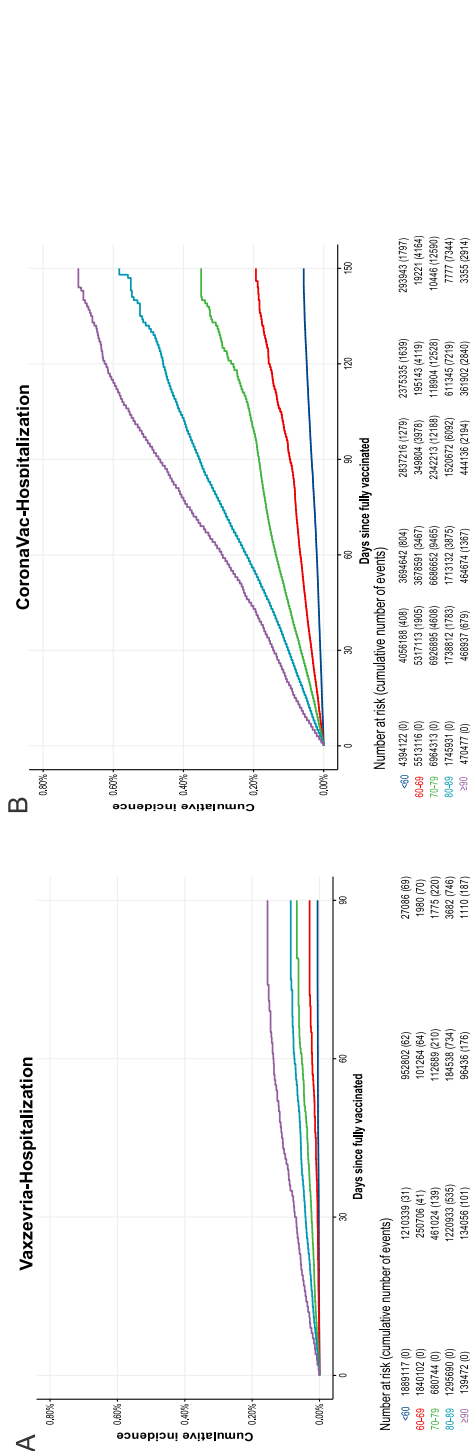 A
Vaxzevria-Hospitalization
0.80%
0.60%
0.40%
0.20%
0.00%
Cumulative incidence
0 30 60 90
Days since fully vaccinated
Number at risk (cumulative number of events)
<60 1889117 (0) 1210339 (31) 952802 (62) 27086 (69)
60-69 1840102 (0) 250706 (41) 101264 (64) 1980 (70)
70-79 680744 (0) 461024 (139) 112689 (210) 1775 (220)
80-89 1295690 (0) 1220933 (535) 184538 (734) 3682 (746)
≥90 139472 (0) 134056 (101) 96436 (176) 1110 (187)
B
CoronaVac-Hospitalization
0.80%
0.60%
0.40%
0.20%
0.00%
Cumulative incidence
0 30 60 90 120 150
Days since fully vaccinated
Number at risk (cumulative number of events)
<60 4394122 (0) 4056188 (408) 3694642 (804) 2837216 (1279) 2375335 (1639) 293943 (1797)
60-69 5513116 (0) 5317113 (1905) 3678591 (3467) 349804 (3978) 195143 (4119) 19221 (4164)
70-79 6964313 (0) 6926895 (4608) 6686652 (9465) 2342213 (12188) 118904 (12528) 10446 (12590)
80-89 1745931 (0) 1738812 (1783) 1713132 (3875) 1520672 (6092) 611345 (7219) 7777 (7344)
≥90 470477 (0) 468937 (679) 464674 (1367) 444136 (2194) 361902 (2840) 3355 (2914)